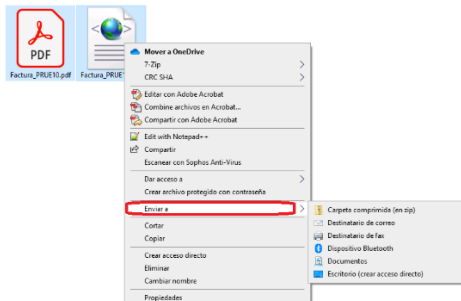 PDF
Factura_PRUE10.pdf
Factura_PRUE
Mover a OneDrive
7-Zip
CRC SHA
Editar con Adobe Acrobat
Combine archivos en Acrobat...
Compartir con Adobe Acrobat
Edit with Notepad++
Compartir
Escanear con Sophos Anti-Virus
Dar acceso a
Crear archivo protegido con contraseña
Enviar a
Cortar
Copiar
Crear acceso directo
Eliminar
Cambiar nombre
Propiedades
Carpeta comprimida (en zip)
Destinatario de correo
Destinatario de fax
Dispositivo Bluetooth
Documentos
Escritorio (crear acceso directo)